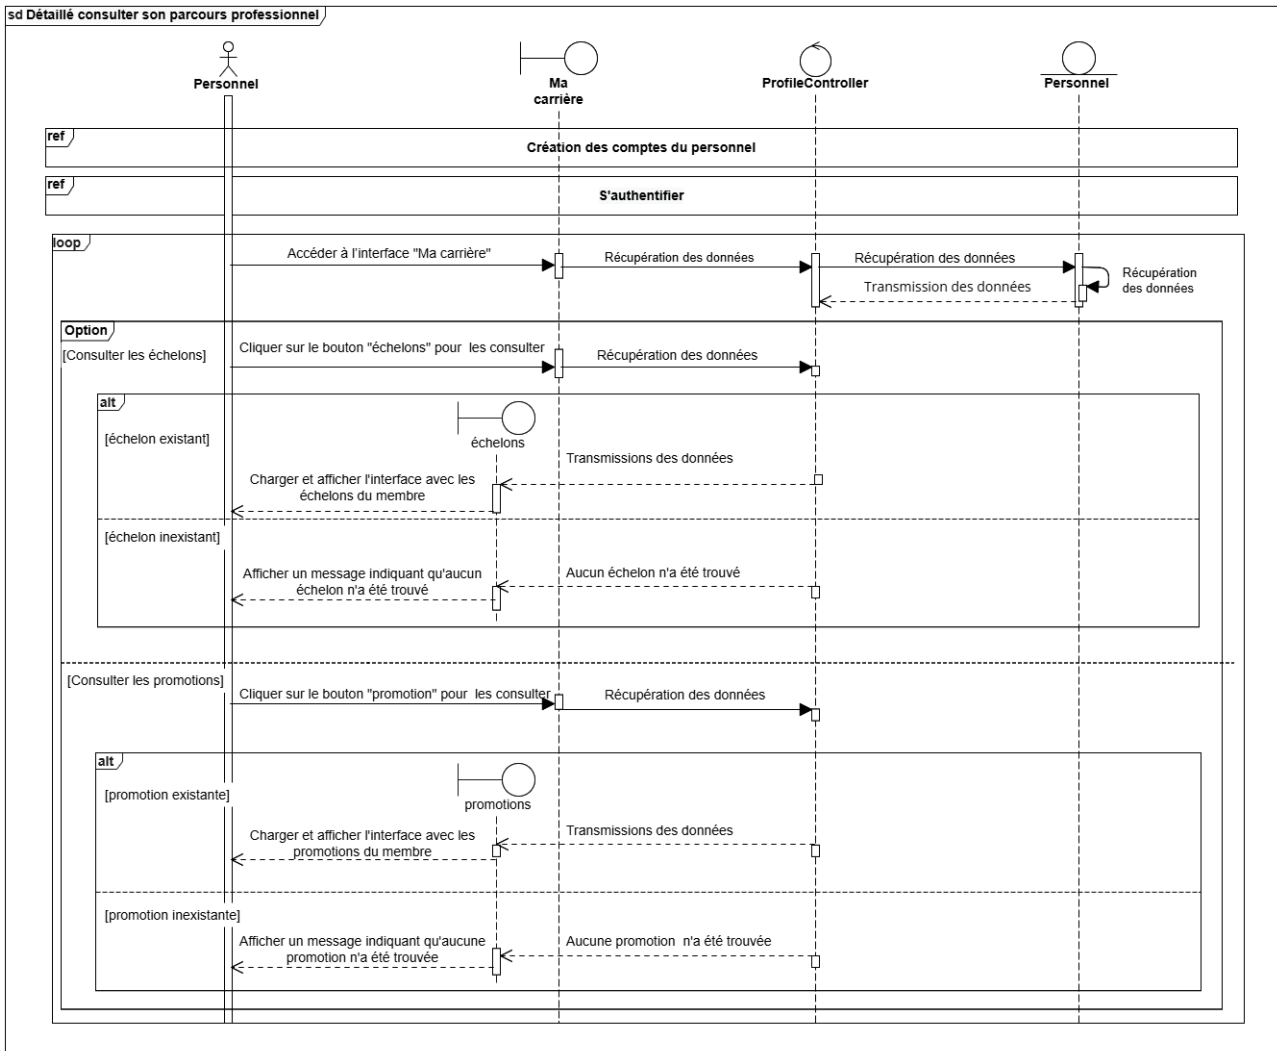 sd Détaillé consulter son parcours professionnel
Personnel
Ma
carrière
ProfileController
Personnel
ref
Création des comptes du personnel
ref
S'authentifier
loop
Accéder à l'interface "Ma carrière"
Récupération des données
Récupération des données
Récupération
des données
Transmission des données
Option
[Consulter les échelons]
Cliquer sur le bouton "échelons" pour  les consulter
Récupération des données
alt
[échelon existant]
échelons
Transmissions des données
Charger et afficher l'interface avec les
échelons du membre
[échelon inexistant]
Afficher un message indiquant qu'aucun
échelon n'a été trouvé
Aucun échelon n'a été trouvé
[Consulter les promotions]
Cliquer sur le bouton "promotion" pour  les consulter
Récupération des données
alt
[promotion existante]
promotions
Transmissions des données
Charger et afficher l'interface avec les
promotions du membre
[promotion inexistante]
Afficher un message indiquant qu'aucune
promotion n'a été trouvée
Aucune promotion  n'a été trouvée